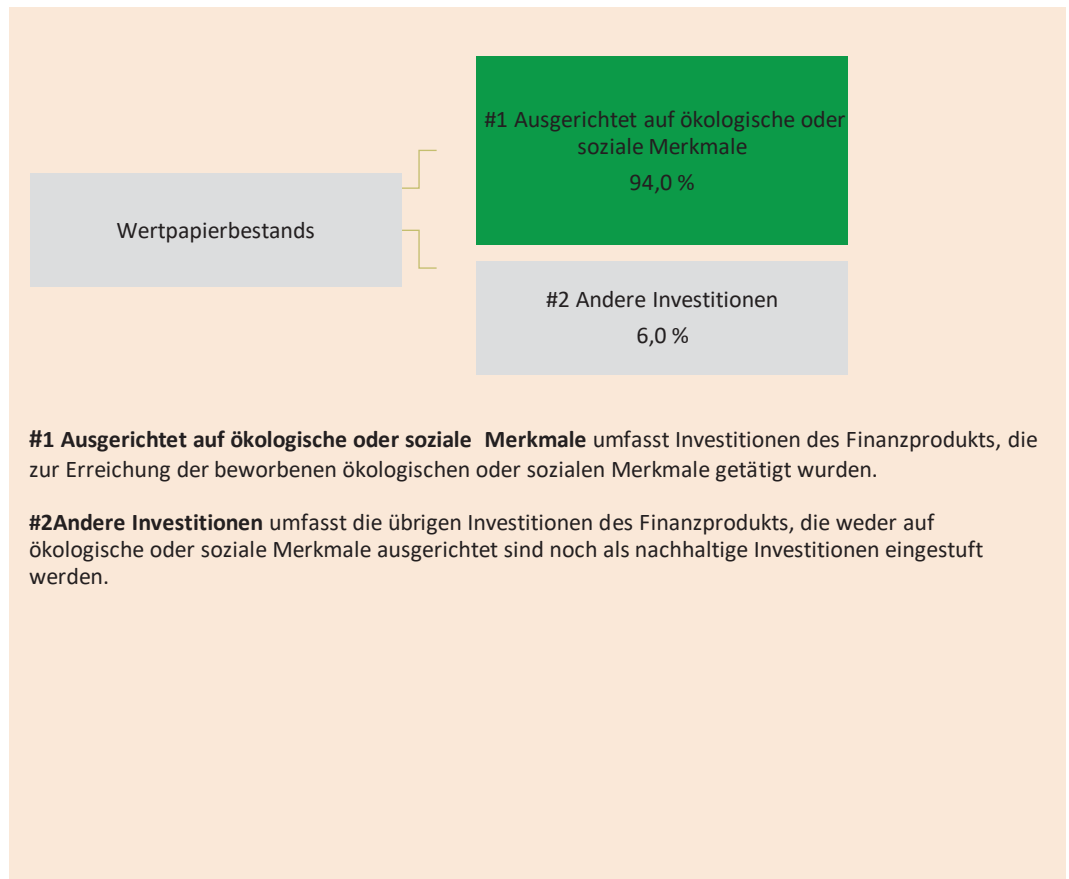 #1 Ausgerichtet auf ökologische oder
soziale Merkmale
94,0 %
Wertpapierbestands
#2 Andere Investitionen
6,0 %
#1 Ausgerichtet auf ökologische oder soziale Merkmale umfasst Investitionen des Finanzprodukts, die
zur Erreichung der beworbenen ökologischen oder sozialen Merkmale getätigt wurden.
#2Andere Investitionen umfasst die übrigen Investitionen des Finanzprodukts, die weder auf
ökologische oder soziale Merkmale ausgerichtet sind noch als nachhaltige Investitionen eingestuft
werden.